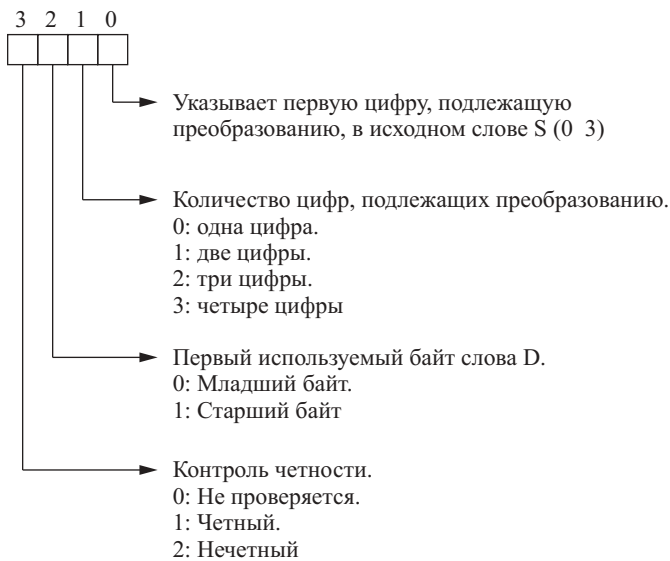 3 2 1 0
Указывает первую цифру, подлежащую
преобразованию, в исходном слове S (0 3)
Количество цифр, подлежащих преобразованию.
0: одна цифра.
1: две цифры.
2: три цифры.
3: четыре цифры
Первый используемый байт слова D.
0: Младший байт.
1: Старший байт
Контроль четности.
0: Не проверяется.
1: Четный.
2: Нечетный